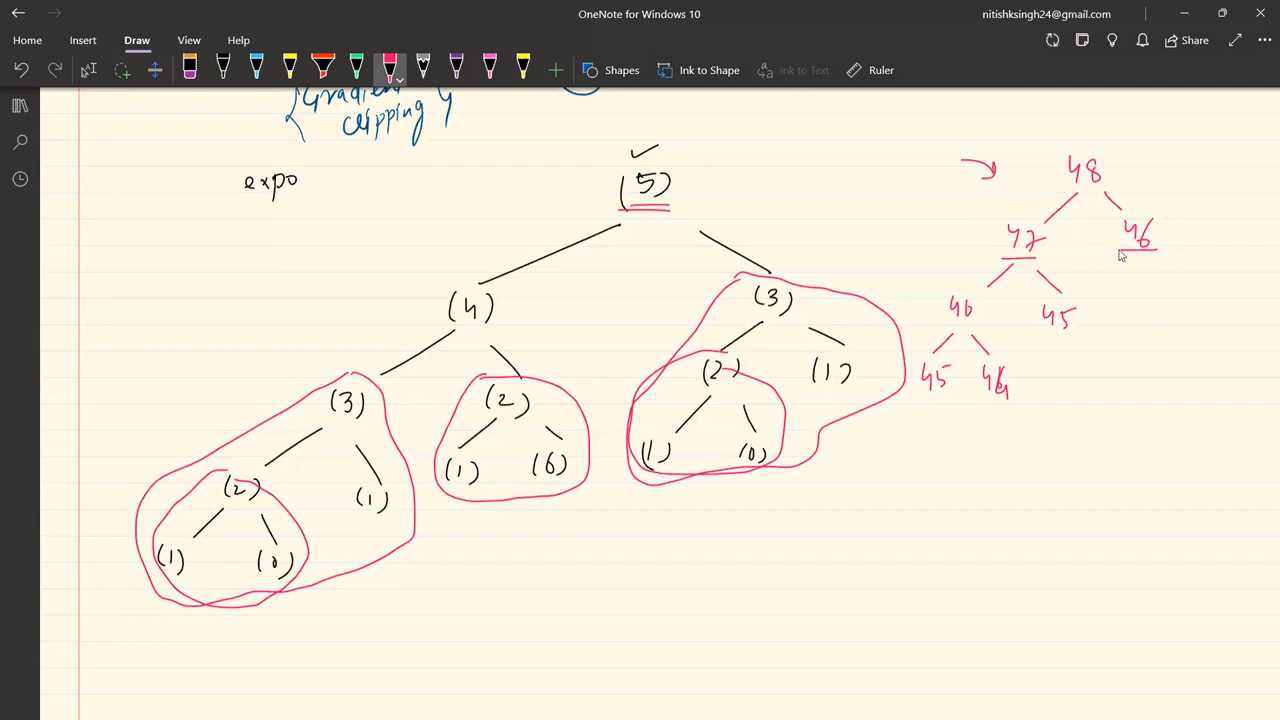 OneNote for Windows 10
nitishksingh24@gmail.com
Home Insert Draw View Help
Share
Shapes Ink to Shape Ink to Text Ruler
{Gradient
Clipping}
expo
(5)
48
47 46
(4) (3)
46 45
(2) (1)
45 44
(3) (2)
(1) (0)
(1) (0)
(2) (1)
(1) (0)